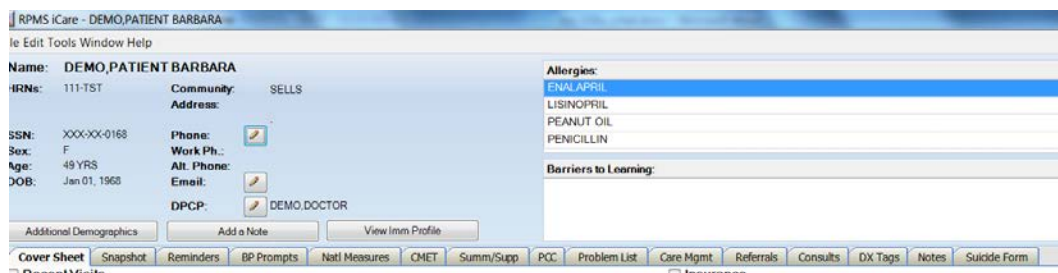 RPMS iCare - DEMO,PATIENT BARBARA
le Edit Tools Window Help
Name: DEMO,PATIENT BARBARA
HRNs: 111-TST Community: SELLS
Address:
SSN: XXX-XX-0168 Phone:
Sex: F Work Ph.:
Age: 49 YRS Alt. Phone:
DOB: Jan 01, 1968 Email:
DPCP: DEMO,DOCTOR
Allergies:
ENALAPRIL
LISINOPRIL
PEANUT OIL
PENICILLIN
Barriers to Learning:
Additional Demographics Add a Note View Imm Profile
Cover Sheet Snapshot Reminders BP Prompts Natl Measures CMET Summ/Supp PCC Problem List Care Mgmt Referrals Consults DX Tags Notes Suicide Form
Recent Visits Insurance